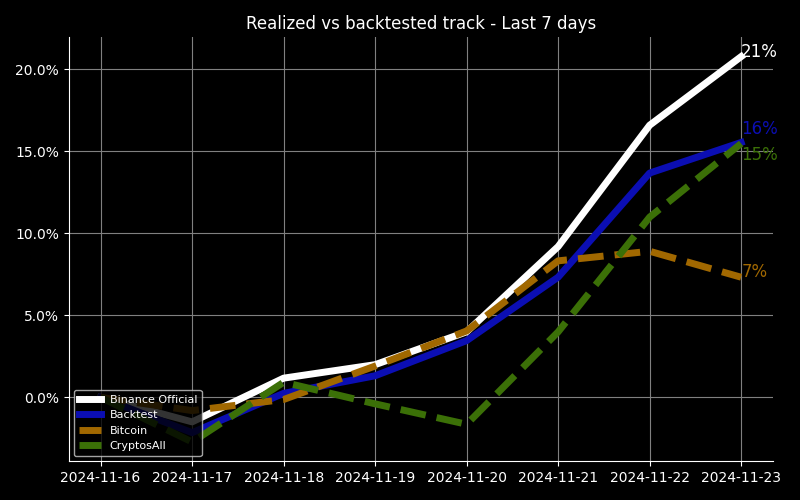 Realized vs backtested track - Last 7 days
20.0%
15.0%
10.0%
5.0%
0.0%
21%
16%
15%
7%
Binance Official
Backtest
Bitcoin
CryptosAll
2024-11-16 2024-11-17 2024-11-18 2024-11-19 2024-11-20 2024-11-21 2024-11-22 2024-11-23